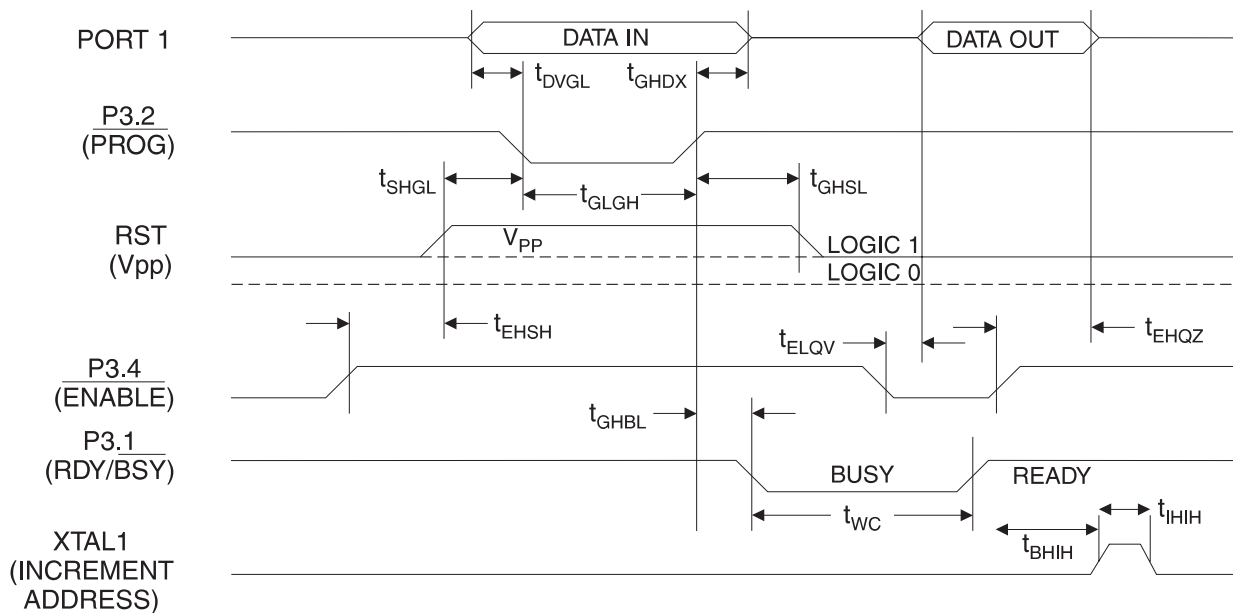 PORT 1
DATA IN
DATA OUT
tDVGL
tGHDX
P3.2
(PROG)
tSHGL
tGLGH
tGHSL
RST
(Vpp)
VPP
LOGIC 1
LOGIC 0
tEHSH
tELQV
tEHQZ
P3.4
(ENABLE)
tGHBL
P3.1
(RDY/BSY)
BUSY
READY
tWC
tIHIH
tBHIH
XTAL1
(INCREMENT
ADDRESS)